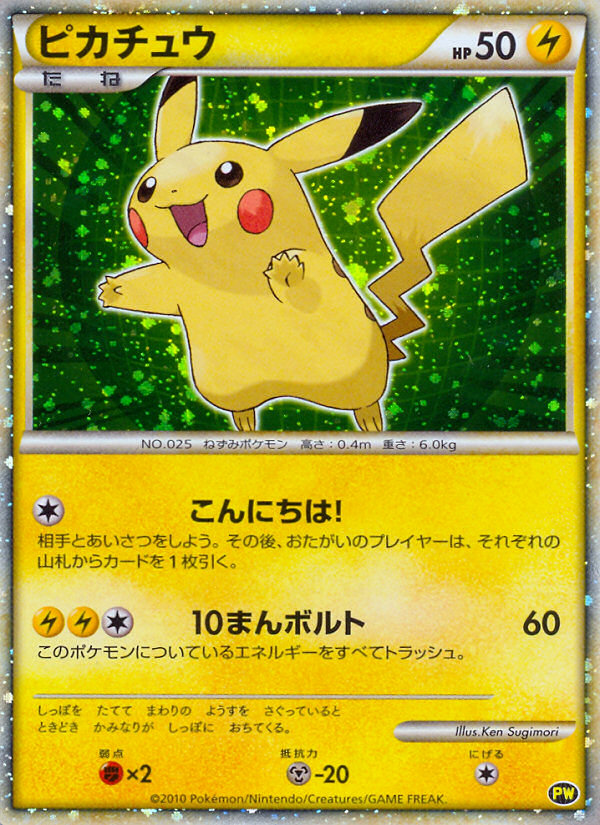 ピカチュウ
HP50
たね
NO.025 ねずみポケモン 高さ:0.4m 重さ:6.0kg
こんにちは!
相手とあいさつをしよう。その後、おたがいのプレイヤーは、それぞれの
山札からカードを1枚引く。
10まんボルト 60
このポケモンについているエネルギーをすべてトラッシュ。
しっぽを たてて まわりの ようすを さぐっていると
ときどき かみなりが しっぽに おちてくる。
Illus.Ken Sugimori
弱点 抵抗力 にげる
×2 -20
©2010 Pokémon/Nintendo/Creatures/GAME FREAK.
PW